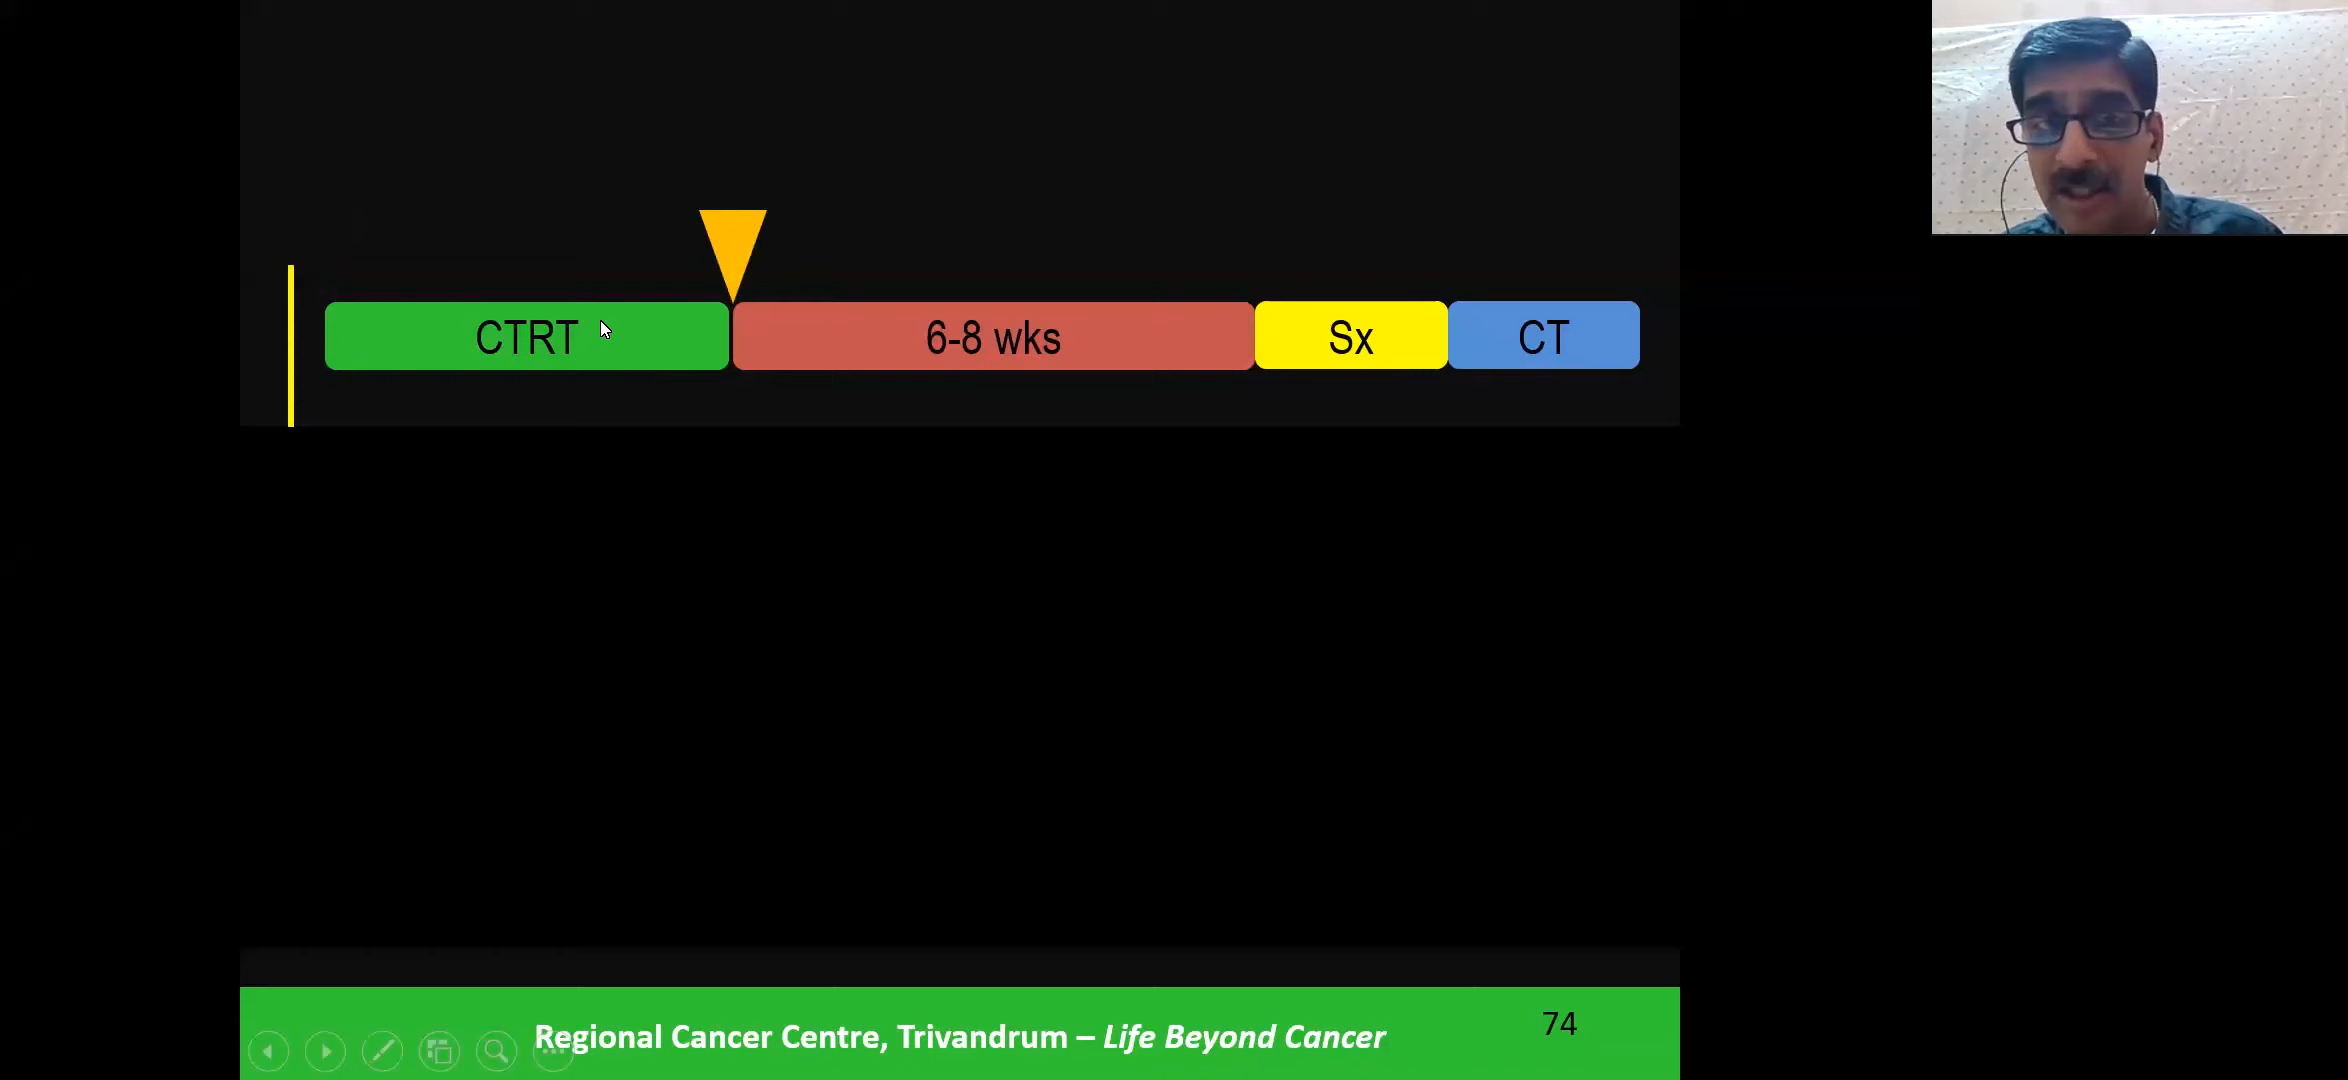 CTRT 6-8 wks Sx CT
Regional Cancer Centre, Trivandrum – Life Beyond Cancer
74